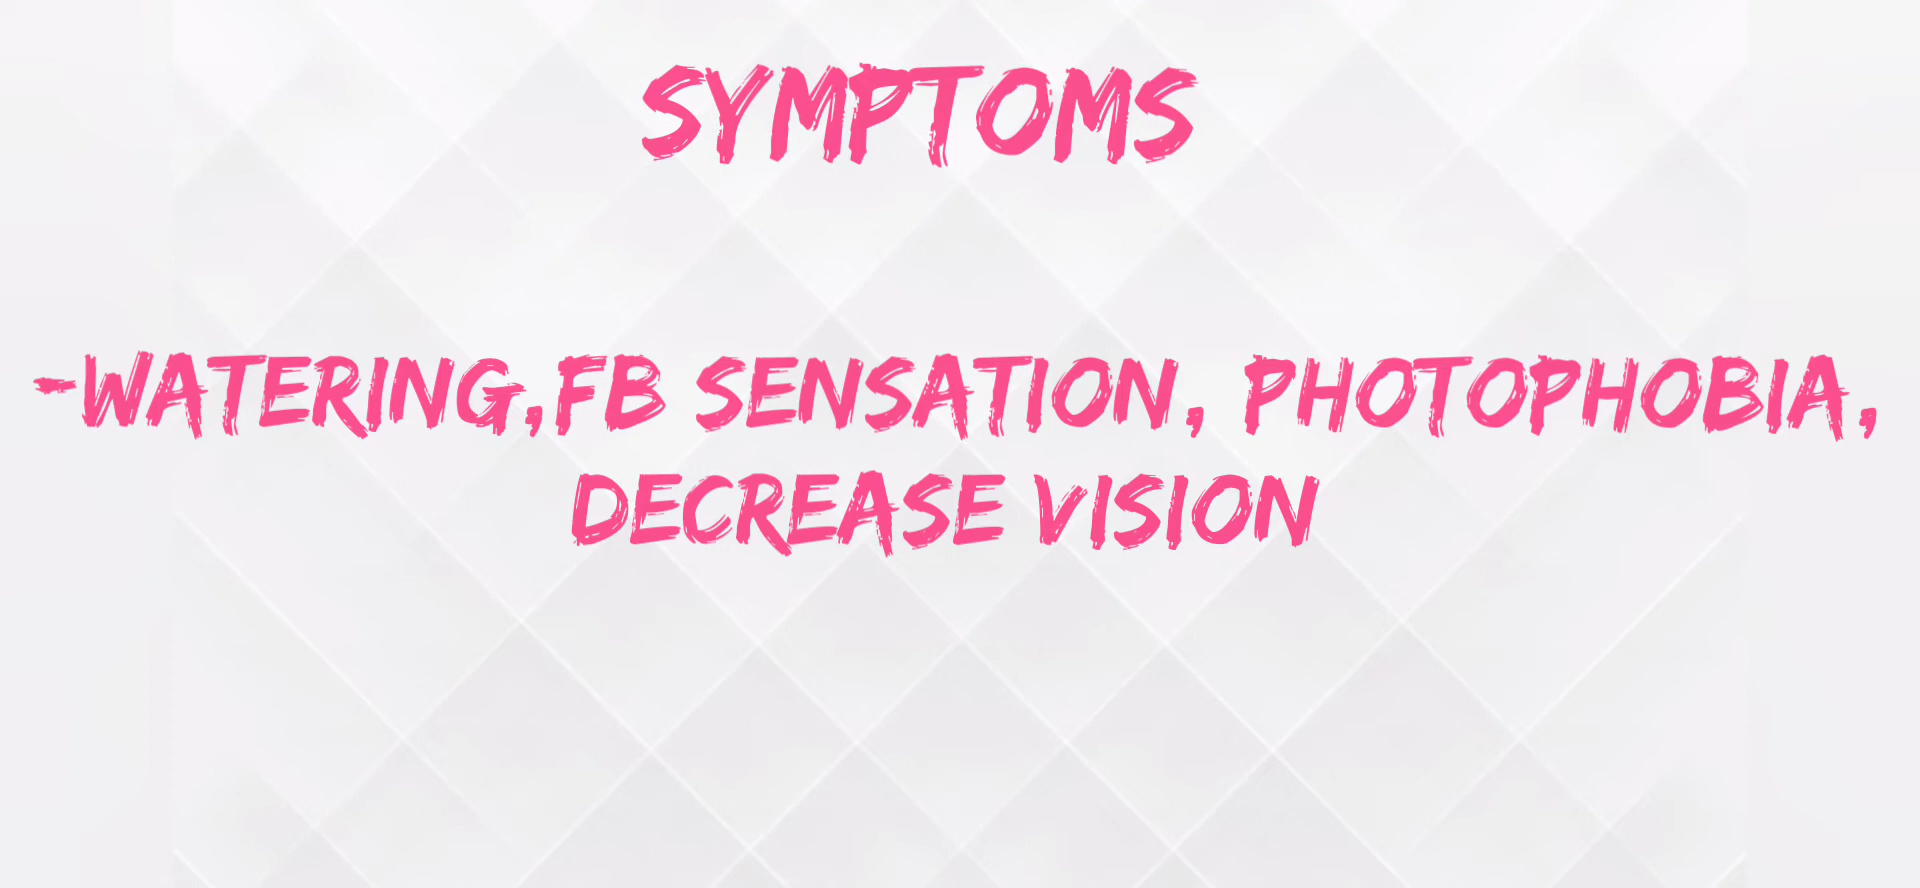 SYMPTOMS
-WATERING,FB SENSATION, PHOTOPHOBIA,
DECREASE VISION